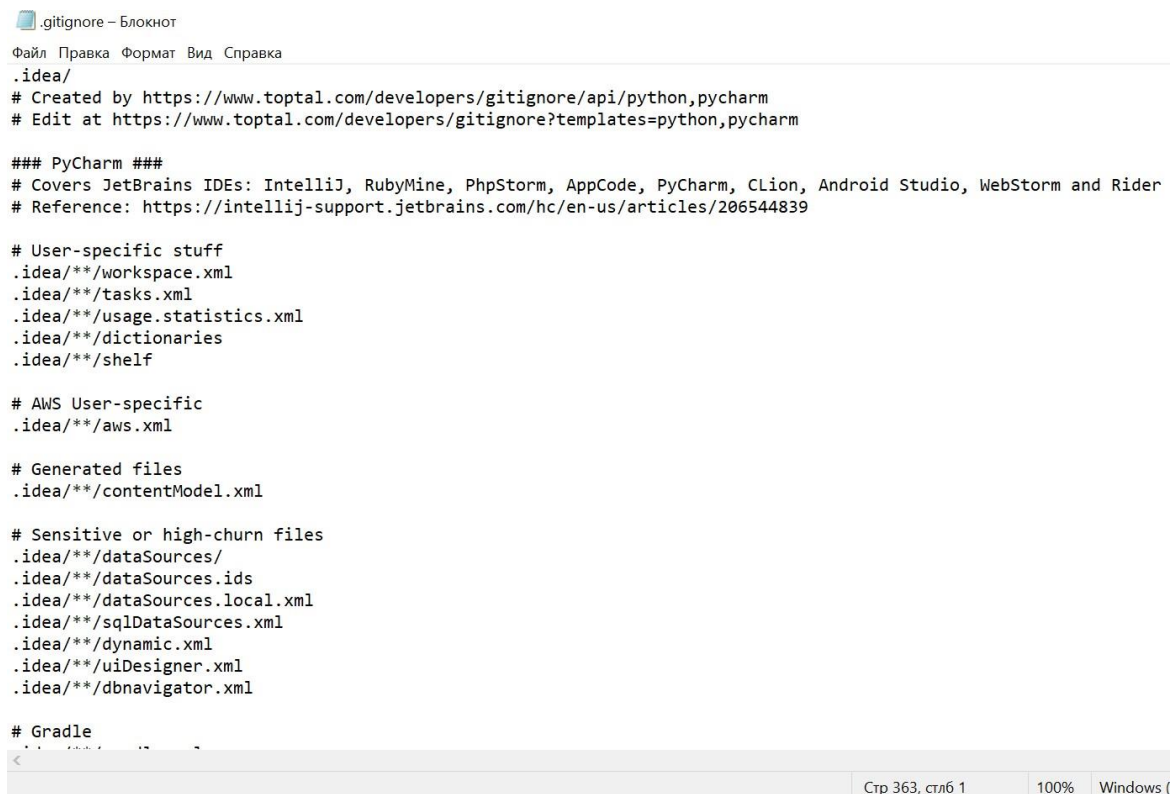 .gitignore – Блокнот
Файл Правка Формат Вид Справка
.idea/
# Created by https://www.toptal.com/developers/gitignore/api/python,pycharm
# Edit at https://www.toptal.com/developers/gitignore?templates=python,pycharm
### PyCharm ###
# Covers JetBrains IDEs: IntelliJ, RubyMine, PhpStorm, AppCode, PyCharm, CLion, Android Studio, WebStorm and Rider
# Reference: https://intellij-support.jetbrains.com/hc/en-us/articles/206544839
# User-specific stuff
.idea/**/workspace.xml
.idea/**/tasks.xml
.idea/**/usage.statistics.xml
.idea/**/dictionaries
.idea/**/shelf
# AWS User-specific
.idea/**/aws.xml
# Generated files
.idea/**/contentModel.xml
# Sensitive or high-churn files
.idea/**/dataSources/
.idea/**/dataSources.ids
.idea/**/dataSources.local.xml
.idea/**/sqlDataSources.xml
.idea/**/dynamic.xml
.idea/**/uiDesigner.xml
.idea/**/dbnavigator.xml
# Gradle
Стр 363, стлб 1 100% Windows (